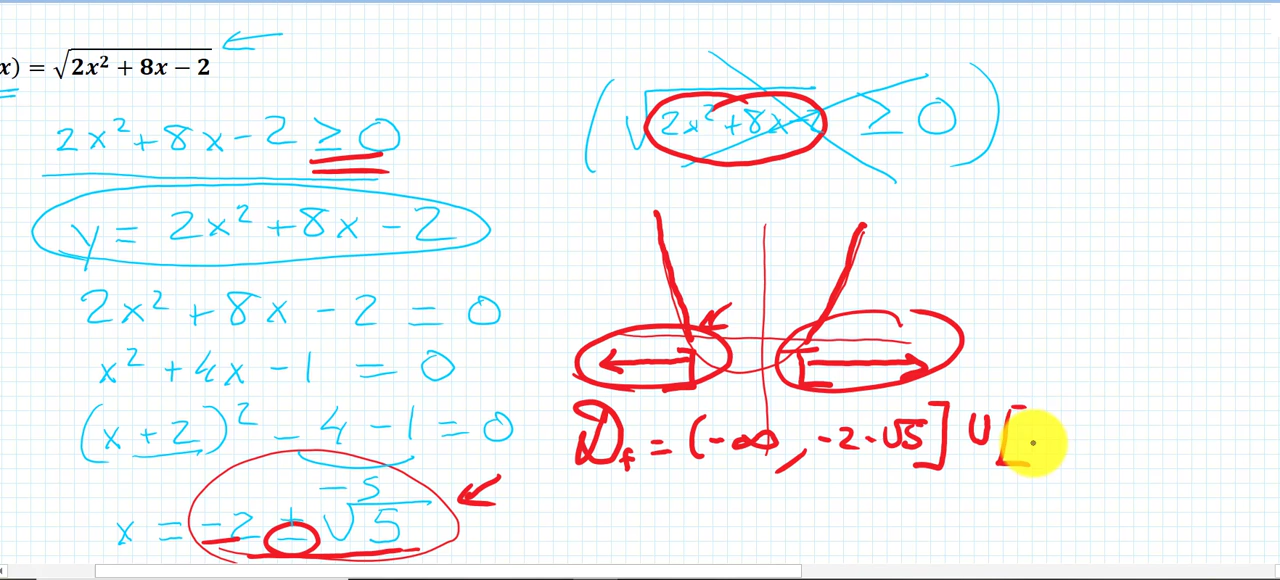 x) = √2x² + 8x − 2
2x² + 8x - 2 ≥ 0
y = 2x² + 8x - 2
2x² + 8x - 2 = 0
x² + 4x - 1 = 0
(x + 2)² - 4 - 1 = 0
-5
x = -2 ± √5
(√2x² + 8x - 2 ≥ 0)
D_f = (-∞, -2-√5] ∪ [